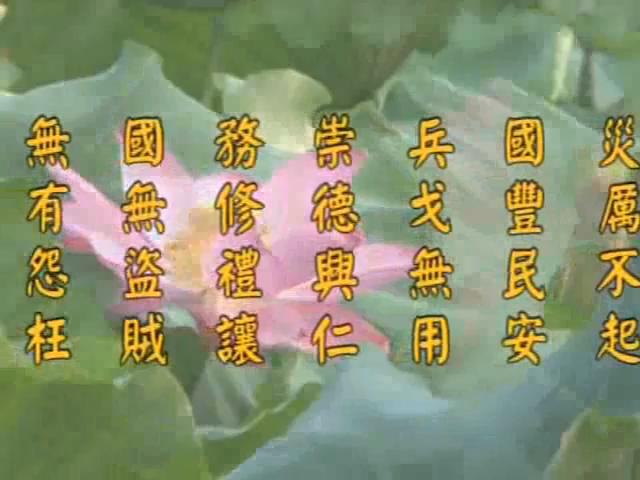 災厲不起
國豐民安
兵戈無用
崇德興仁
務修禮讓
國無盜賊
無有怨枉